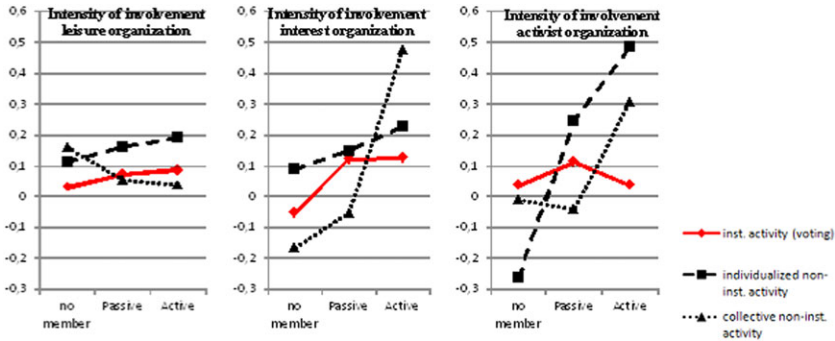 Intensity of involvement
leisure organization
0,6
0,5
0,4
0,3
0,2
0,1
0
-0,1
-0,2
-0,3
no member
Passive
Active
Intensity of involvement
interest organization
0,6
0,5
0,4
0,3
0,2
0,1
0
-0,1
-0,2
-0,3
no member
Passive
Active
Intensity of involvement
activist organization
0,6
0,5
0,4
0,3
0,2
0,1
0
-0,1
-0,2
-0,3
no member
Passive
Active
inst. activity (voting)
individualized non-
inst. activity
collective non-inst.
activity